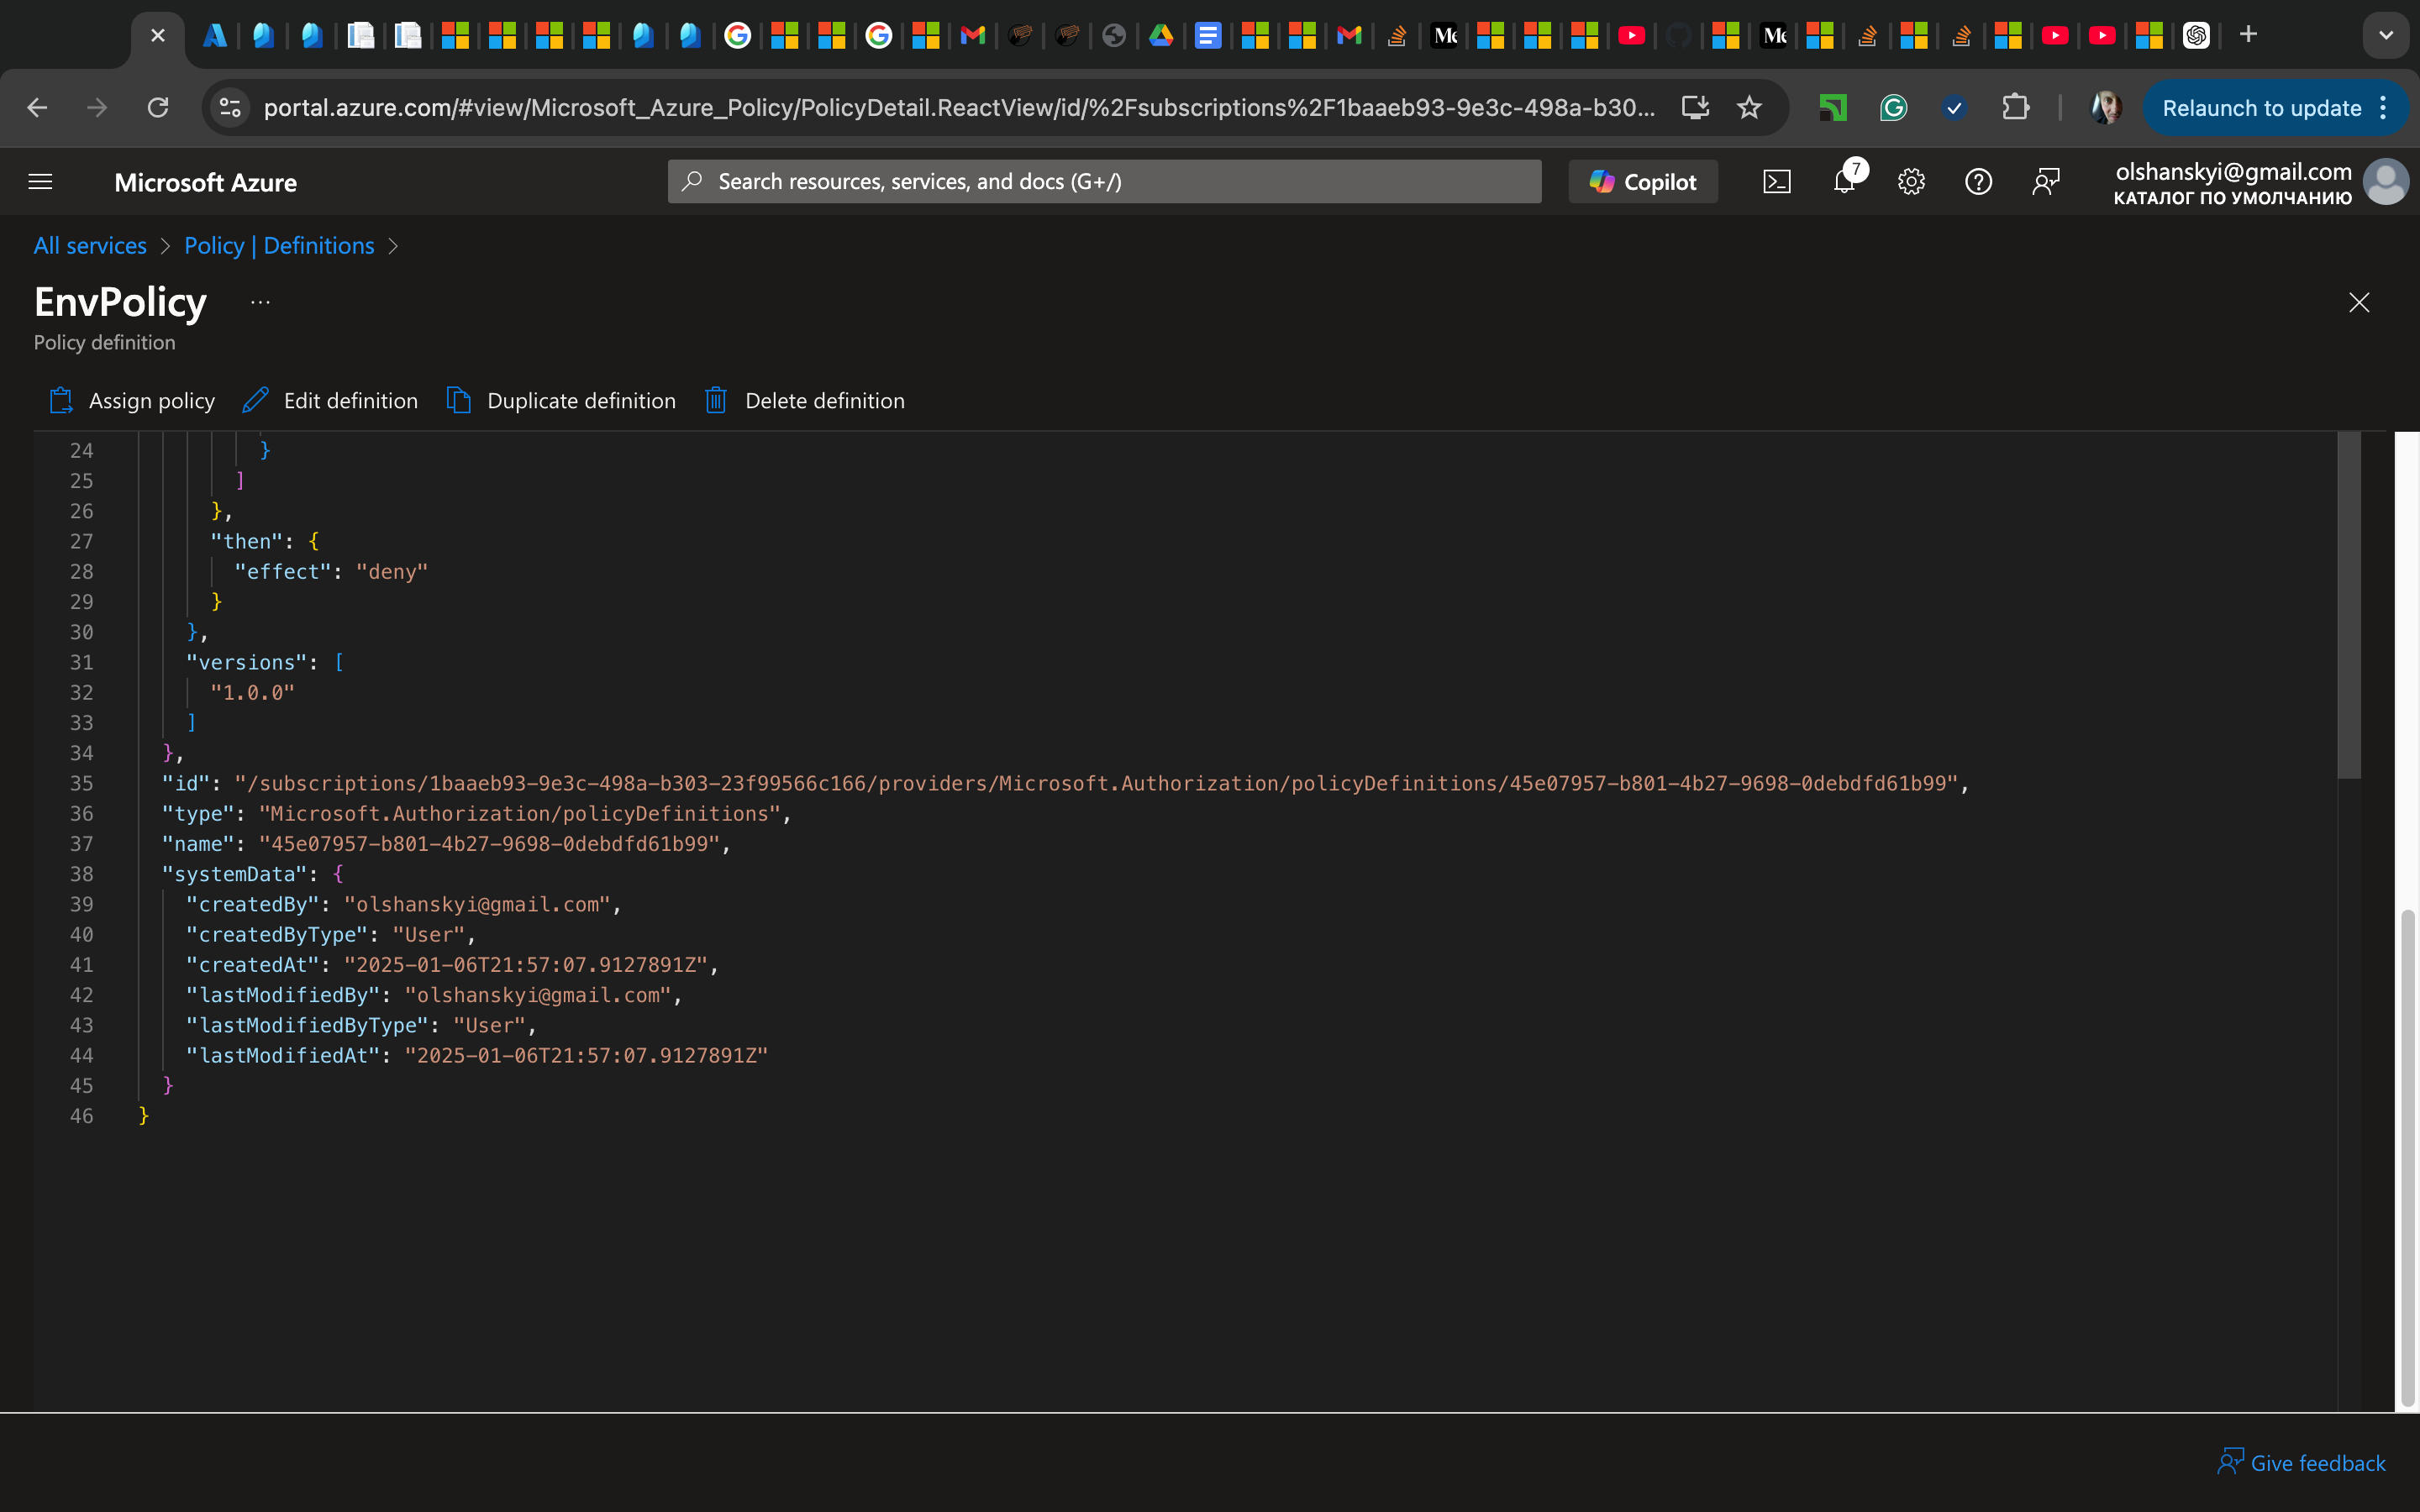 portal.azure.com/#view/Microsoft_Azure_Policy/PolicyDetail.ReactView/id/%2Fsubscriptions%2F1baaeb93-9e3c-498a-b30...
Relaunch to update
Microsoft Azure
Search resources, services, and docs (G+/)
Copilot
7
olshanskyi@gmail.com
КАТАЛОГ ПО УМОЛЧАНИЮ
All services > Policy | Definitions >
EnvPolicy ...
Policy definition
Assign policy Edit definition Duplicate definition Delete definition
24 }
25 ]
26 },
27 "then": {
28 "effect": "deny"
29 }
30 },
31 "versions": [
32 "1.0.0"
33 ]
34 },
35 "id": "/subscriptions/1baaeb93-9e3c-498a-b303-23f99566c166/providers/Microsoft.Authorization/policyDefinitions/45e07957-b801-4b27-9698-0debdfd61b99",
36 "type": "Microsoft.Authorization/policyDefinitions",
37 "name": "45e07957-b801-4b27-9698-0debdfd61b99",
38 "systemData": {
39 "createdBy": "olshanskyi@gmail.com",
40 "createdByType": "User",
41 "createdAt": "2025-01-06T21:57:07.9127891Z",
42 "lastModifiedBy": "olshanskyi@gmail.com",
43 "lastModifiedByType": "User",
44 "lastModifiedAt": "2025-01-06T21:57:07.9127891Z"
45 }
46 }
Give feedback